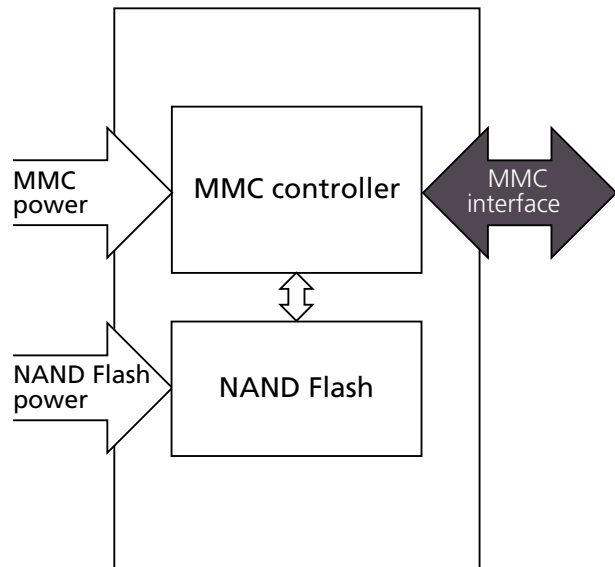 MMC
power
MMC controller
MMC
interface
NAND Flash
power
NAND Flash